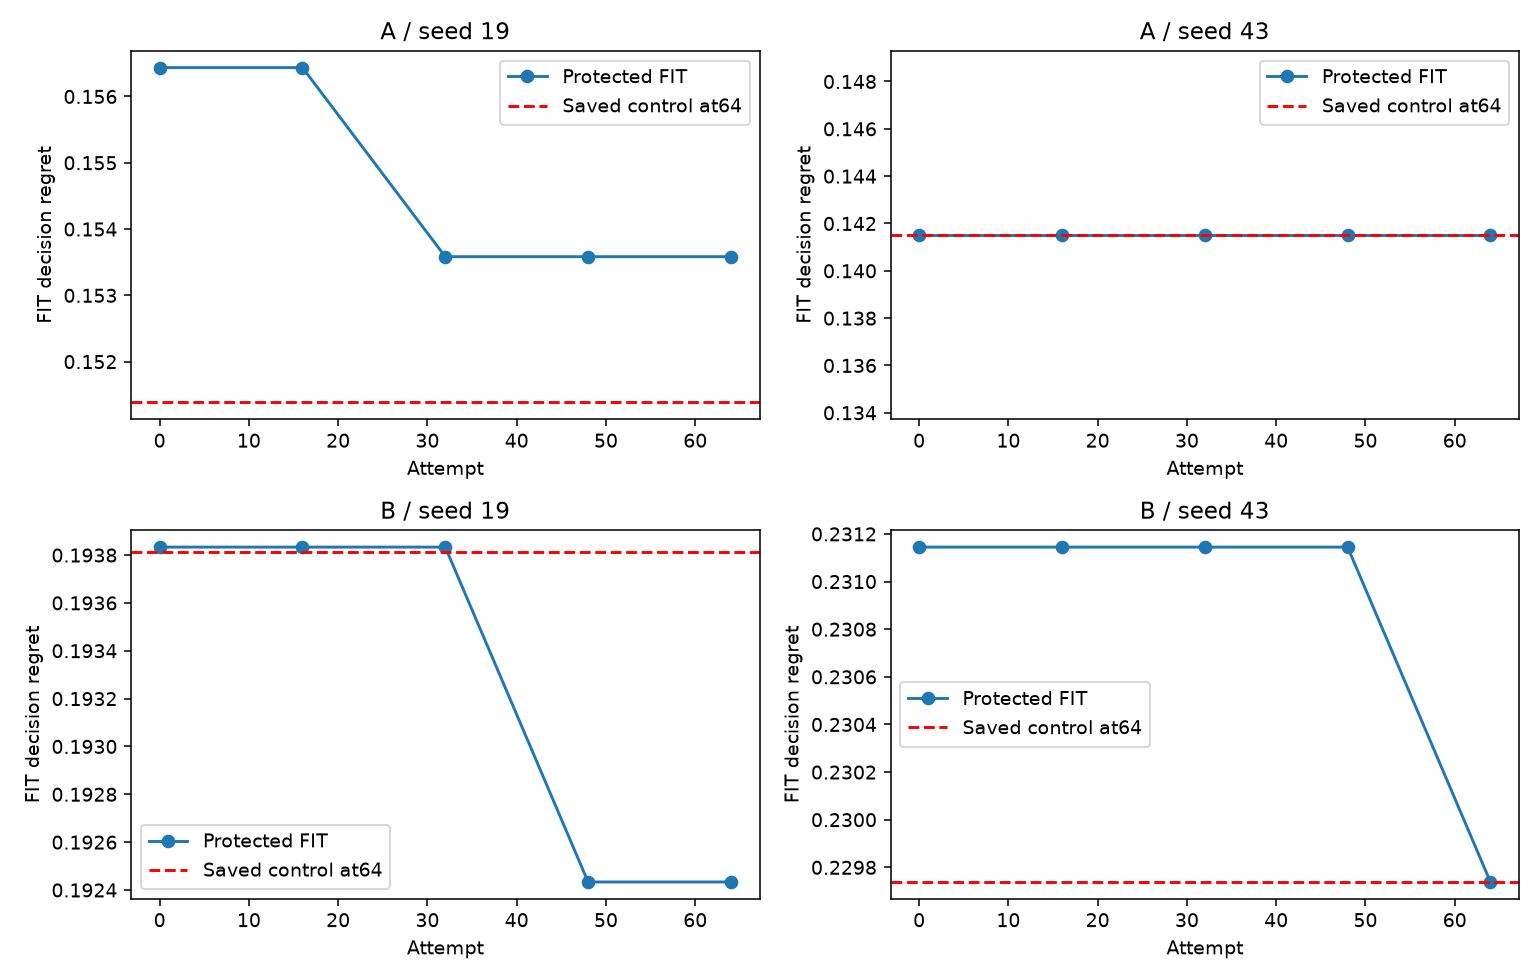 A / seed 19
FIT decision regret
0.156
0.155
0.154
0.153
0.152
Protected FIT
Saved control at64
0 10 20 30 40 50 60
Attempt
A / seed 43
FIT decision regret
0.148
0.146
0.144
0.142
0.140
0.138
0.136
0.134
Protected FIT
Saved control at64
0 10 20 30 40 50 60
Attempt
B / seed 19
FIT decision regret
0.1938
0.1936
0.1934
0.1932
0.1930
0.1928
0.1926
0.1924
Protected FIT
Saved control at64
0 10 20 30 40 50 60
Attempt
B / seed 43
FIT decision regret
0.2312
0.2310
0.2308
0.2306
0.2304
0.2302
0.2300
0.2298
Protected FIT
Saved control at64
0 10 20 30 40 50 60
Attempt